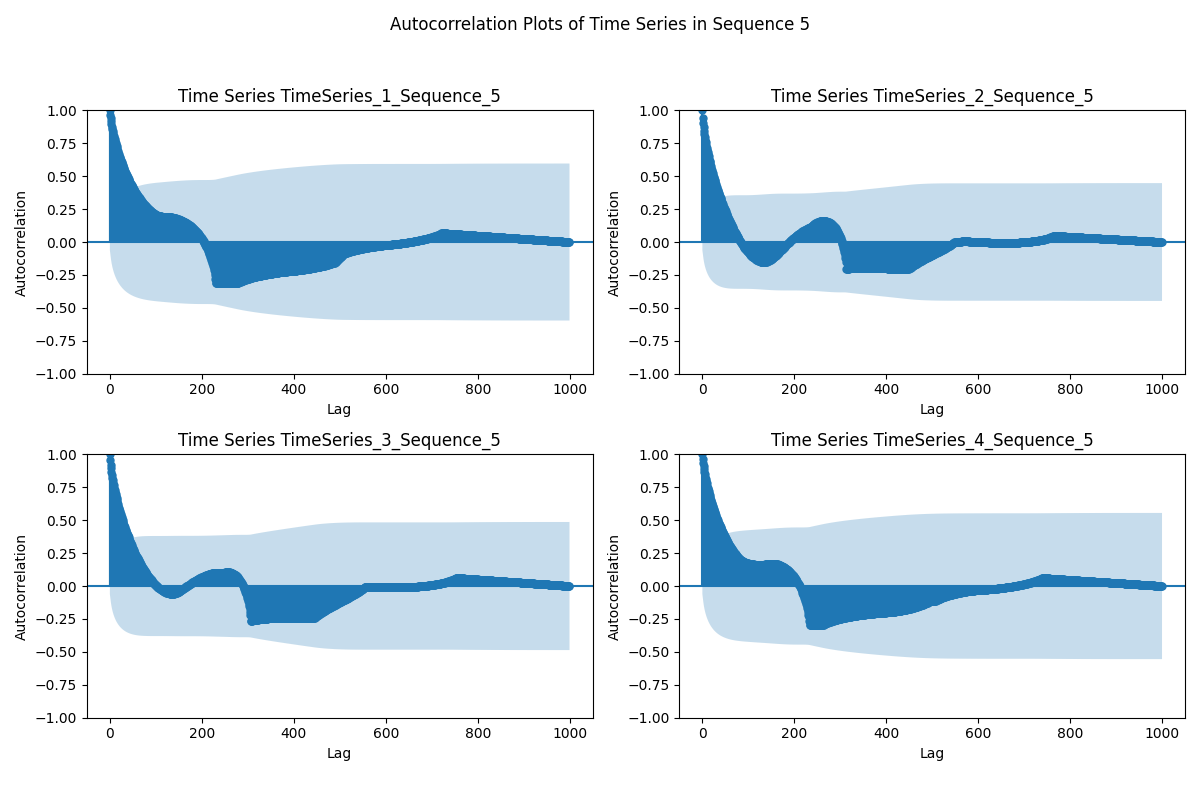 Autocorrelation Plots of Time Series in Sequence 5
Time Series TimeSeries_1_Sequence_5
1.00
0.75
0.50
0.25
0.00
−0.25
−0.50
−0.75
−1.00
Autocorrelation
0 200 400 600 800 1000
Lag
Time Series TimeSeries_2_Sequence_5
1.00
0.75
0.50
0.25
0.00
−0.25
−0.50
−0.75
−1.00
Autocorrelation
0 200 400 600 800 1000
Lag
Time Series TimeSeries_3_Sequence_5
1.00
0.75
0.50
0.25
0.00
−0.25
−0.50
−0.75
−1.00
Autocorrelation
0 200 400 600 800 1000
Lag
Time Series TimeSeries_4_Sequence_5
1.00
0.75
0.50
0.25
0.00
−0.25
−0.50
−0.75
−1.00
Autocorrelation
0 200 400 600 800 1000
Lag